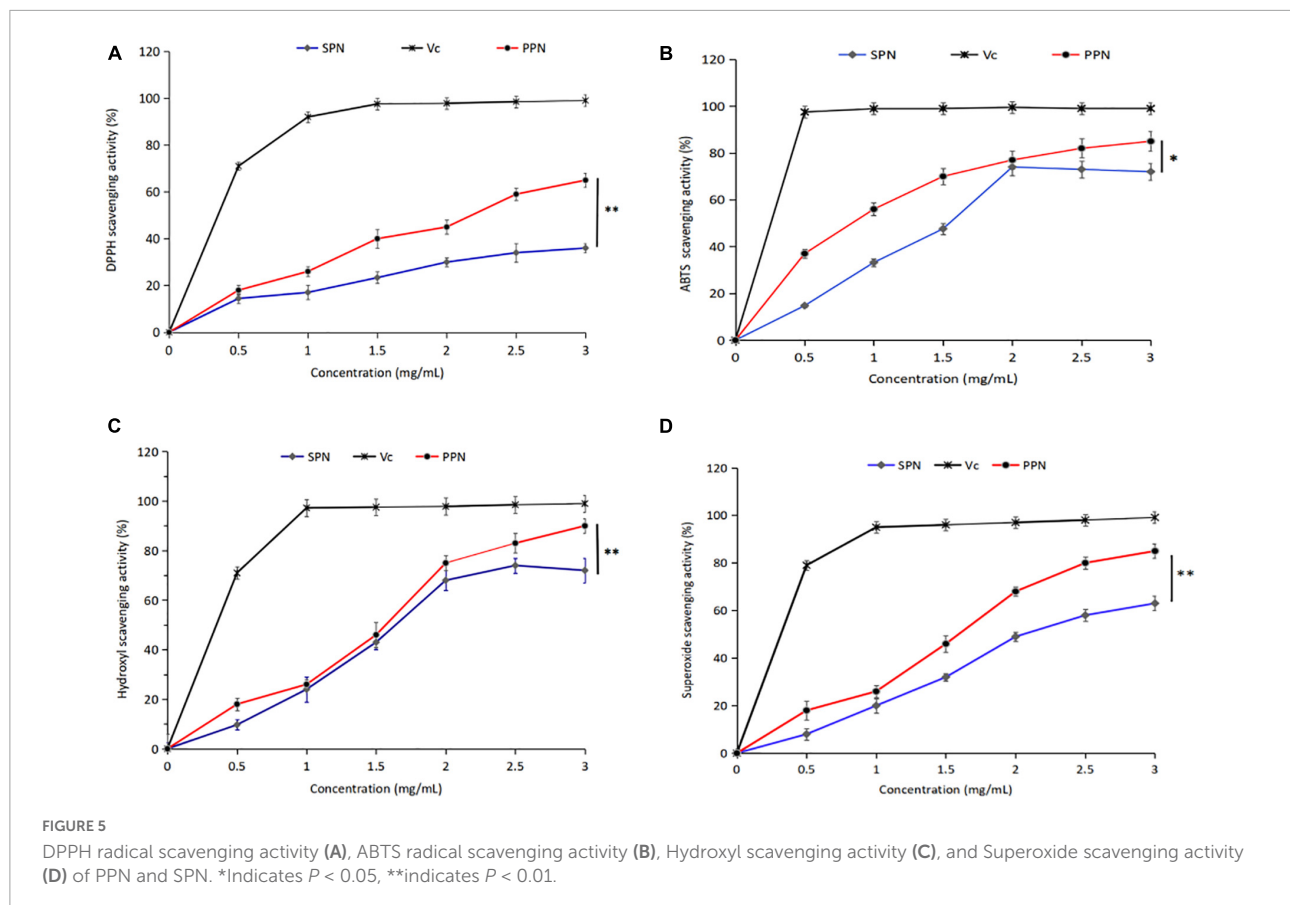 A
SPN Vc PPN
DPPH scavenging activity (%)
120
100
80
60
40
20
0
0 0.5 1 1.5 2 2.5 3
Concentration (mg/mL)
**
B
SPN Vc PPN
ABTS scavenging activity (%)
120
100
80
60
40
20
0
0 0.5 1 1.5 2 2.5 3
Concentration (mg/mL)
*
C
SPN Vc PPN
Hydroxyl scavenging activity (%)
120
100
80
60
40
20
0
0 0.5 1 1.5 2 2.5 3
Concentration (mg/mL)
**
D
SPN Vc PPN
Superoxide scavenging activity (%)
120
100
80
60
40
20
0
0 0.5 1 1.5 2 2.5 3
Concentration (mg/mL)
**
FIGURE 5
DPPH radical scavenging activity (A), ABTS radical scavenging activity (B), Hydroxyl scavenging activity (C), and Superoxide scavenging activity
(D) of PPN and SPN. *Indicates P < 0.05, **indicates P < 0.01.